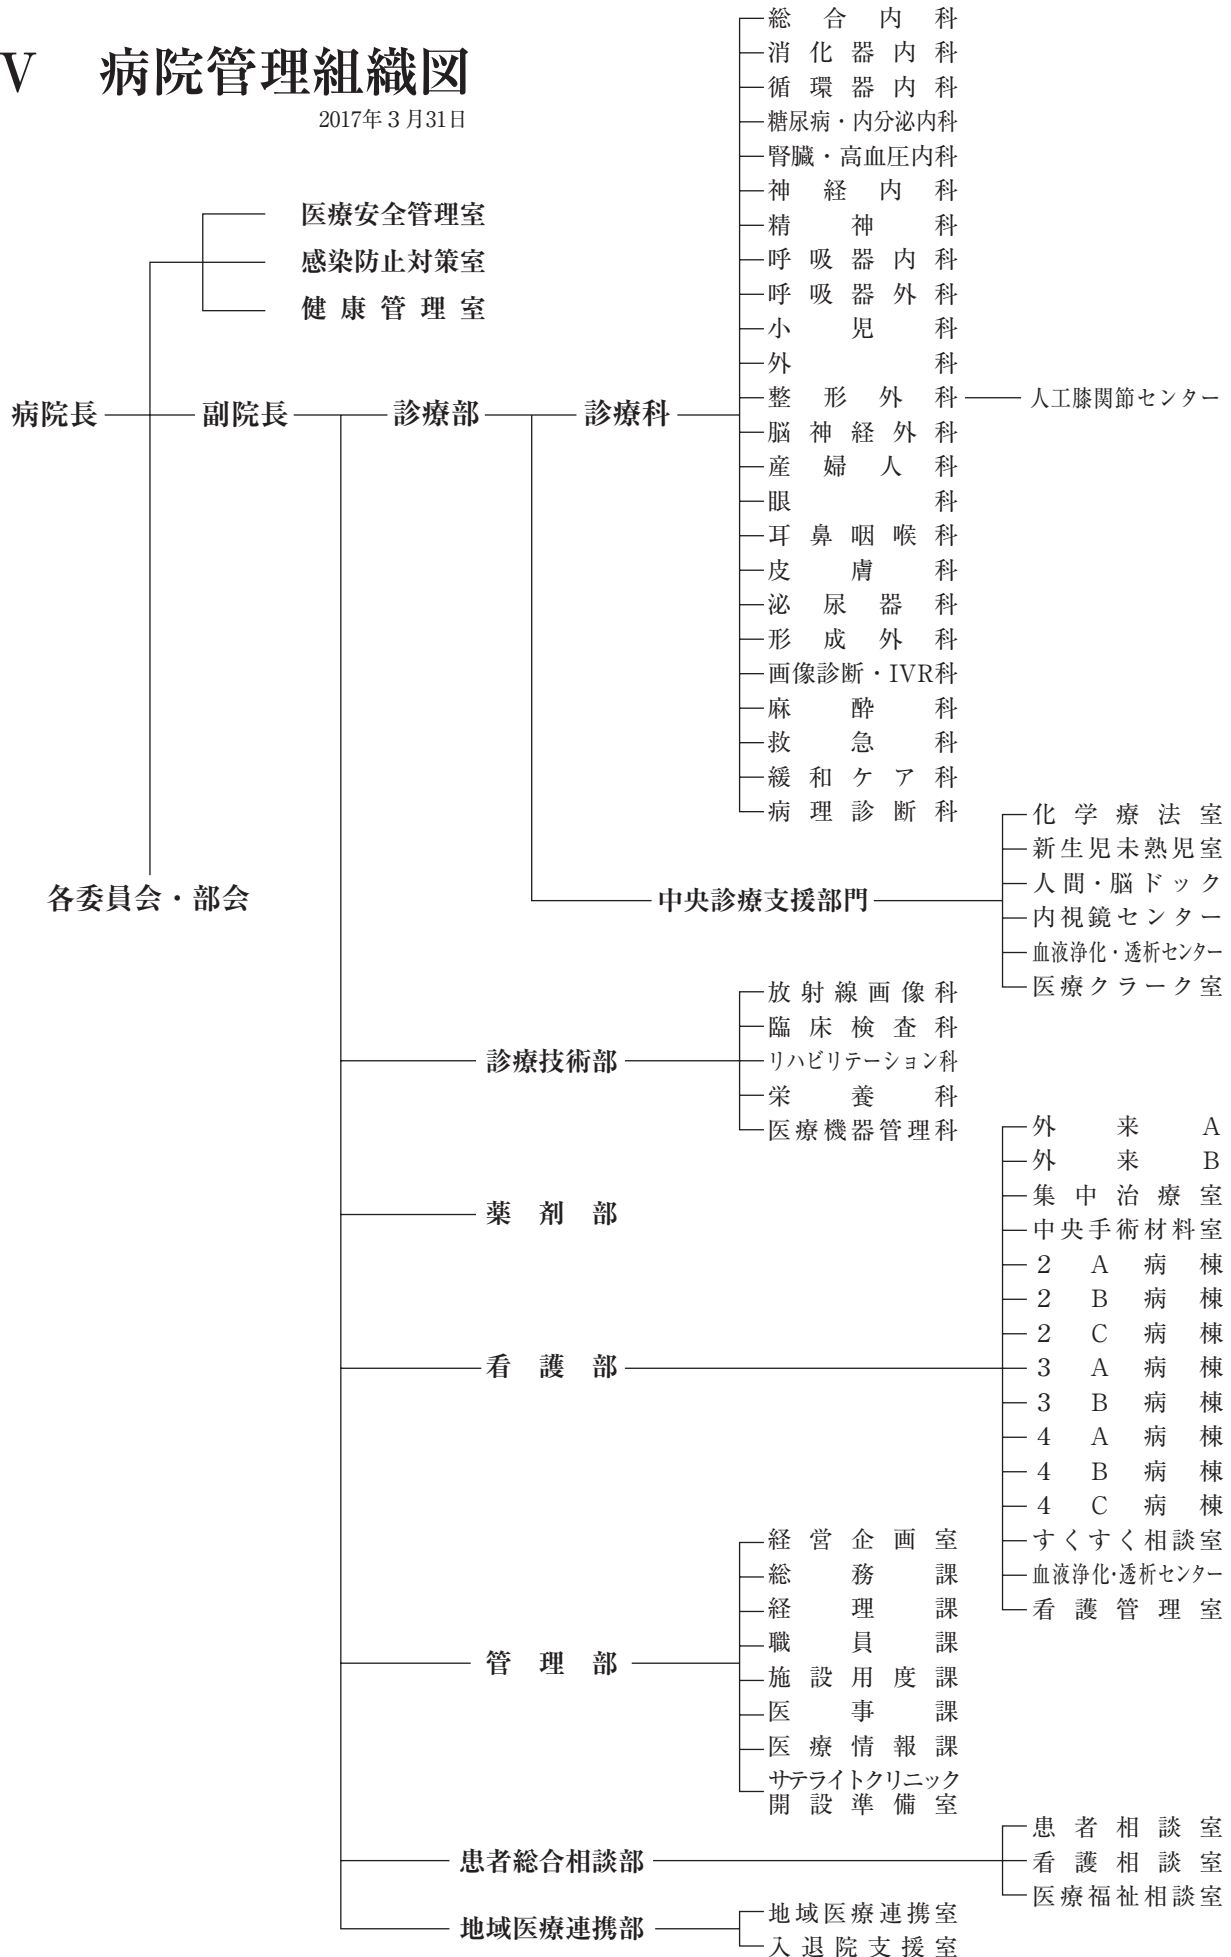 V 病院管理組織図
2017年3月31日
医療安全管理室
感染防止対策室
健康管理室
病院長
副院長
診療部
診療科
総合内科
消化器内科
循環器内科
糖尿病・内分泌内科
腎臓・高血圧内科
神経内科
精神科
呼吸器内科
呼吸器外科
小児科
外科
整形外科
人工膝関節センター
脳神経外科
産婦人科
眼科
耳鼻咽喉科
皮膚科
泌尿器科
形成外科
画像診断・IVR科
麻酔科
救急科
緩和ケア科
病理診断科
各委員会・部会
中央診療支援部門
化学療法室
新生児未熟児室
人間・脳ドック
内視鏡センター
血液浄化・透析センター
医療クラーク室
診療技術部
放射線画像科
臨床検査科
リハビリテーション科
栄養科
医療機器管理科
薬剤部
看護部
外来A
外来B
集中治療室
中央手術材料室
2A病棟
2B病棟
2C病棟
3A病棟
3B病棟
4A病棟
4B病棟
4C病棟
すくすく相談室
血液浄化・透析センター
看護管理室
管理部
経営企画室
総務課
経理課
職員課
施設用度課
医事課
医療情報課
サテライトクリニック
開設準備室
患者総合相談部
患者相談室
看護相談室
医療福祉相談室
地域医療連携部
地域医療連携室
入退院支援室